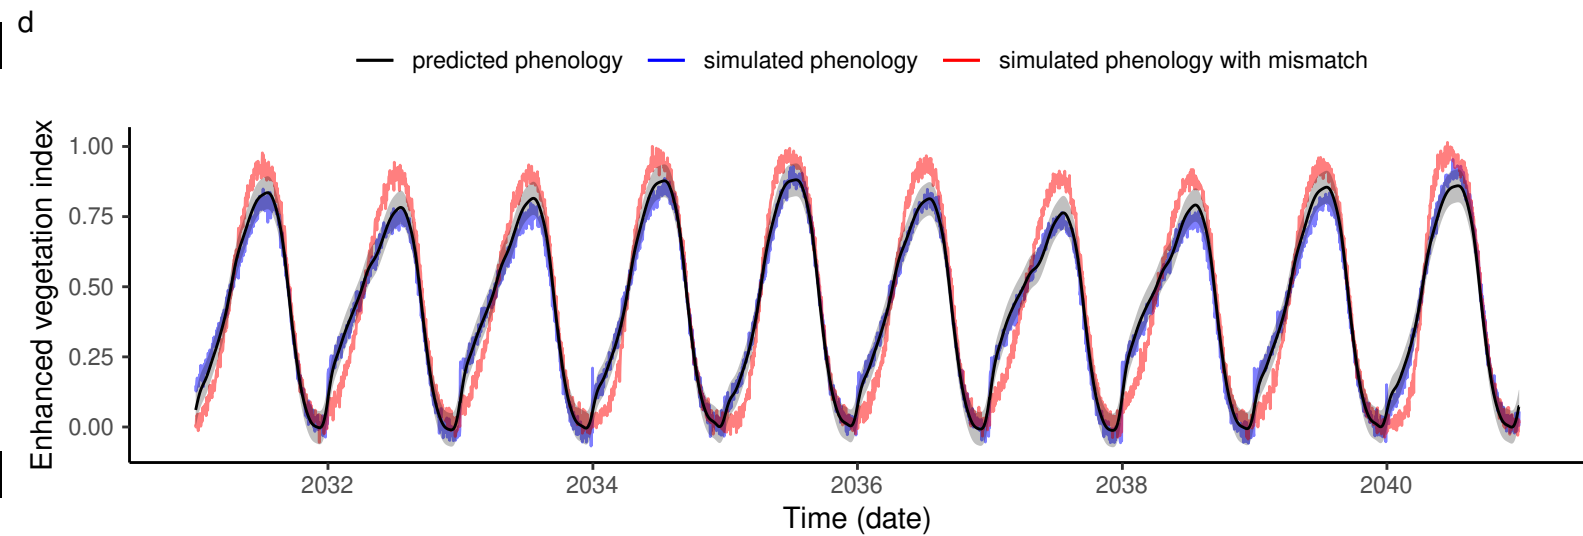 d
predicted phenology simulated phenology simulated phenology with mismatch
Enhanced vegetation index
1.00
0.75
0.50
0.25
0.00
2032 2034 2036 2038 2040
Time (date)